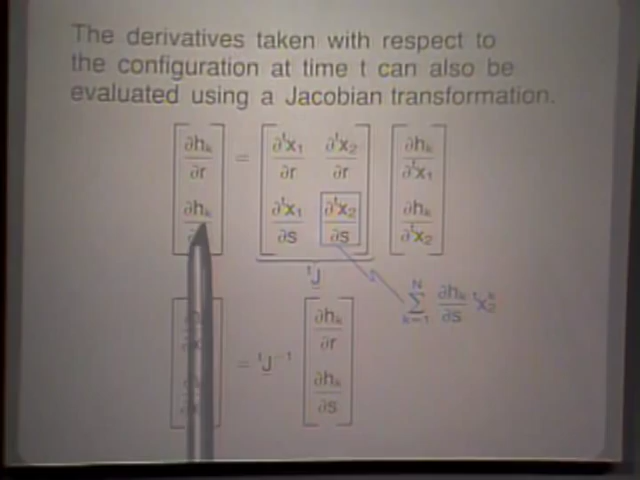 The derivatives taken with respect to
the configuration at time t can also be
evaluated using a Jacobian transformation.
[∂hₖ/∂r ; ∂hₖ/∂] = [∂ᵗx₁/∂r ∂ᵗx₂/∂r ; ∂ᵗx₁/∂s ∂ᵗx₂/∂s] [∂hₖ/∂ᵗx₁ ; ∂hₖ/∂ᵗx₂]
ᵗJ
∑ₖ₌₁ᴺ ∂hₖ/∂s ᵗx₂ᵏ
= ᵗJ⁻¹ [∂hₖ/∂r ; ∂hₖ/∂s]